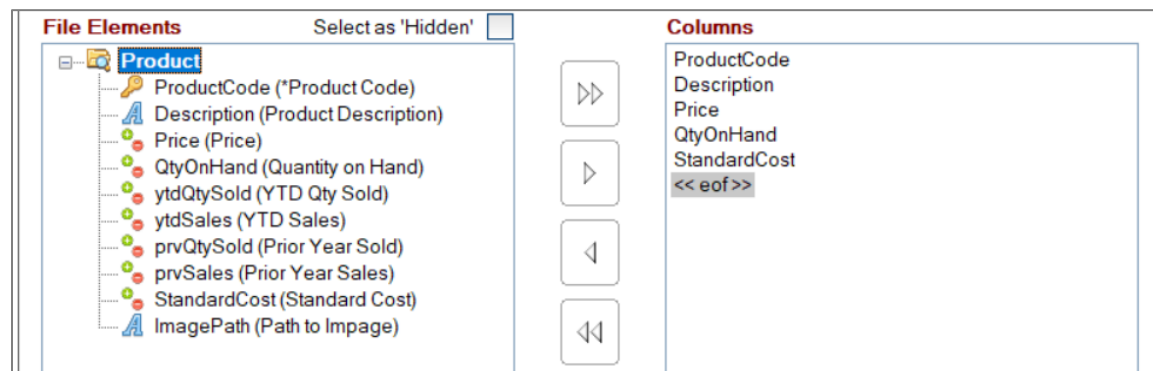 File Elements Select as 'Hidden'
Product
ProductCode (*Product Code)
Description (Product Description)
Price (Price)
QtyOnHand (Quantity on Hand)
ytdQtySold (YTD Qty Sold)
ytdSales (YTD Sales)
prvQtySold (Prior Year Sold)
prvSales (Prior Year Sales)
StandardCost (Standard Cost)
ImagePath (Path to Impage)
Columns
ProductCode
Description
Price
QtyOnHand
StandardCost
<< eof >>